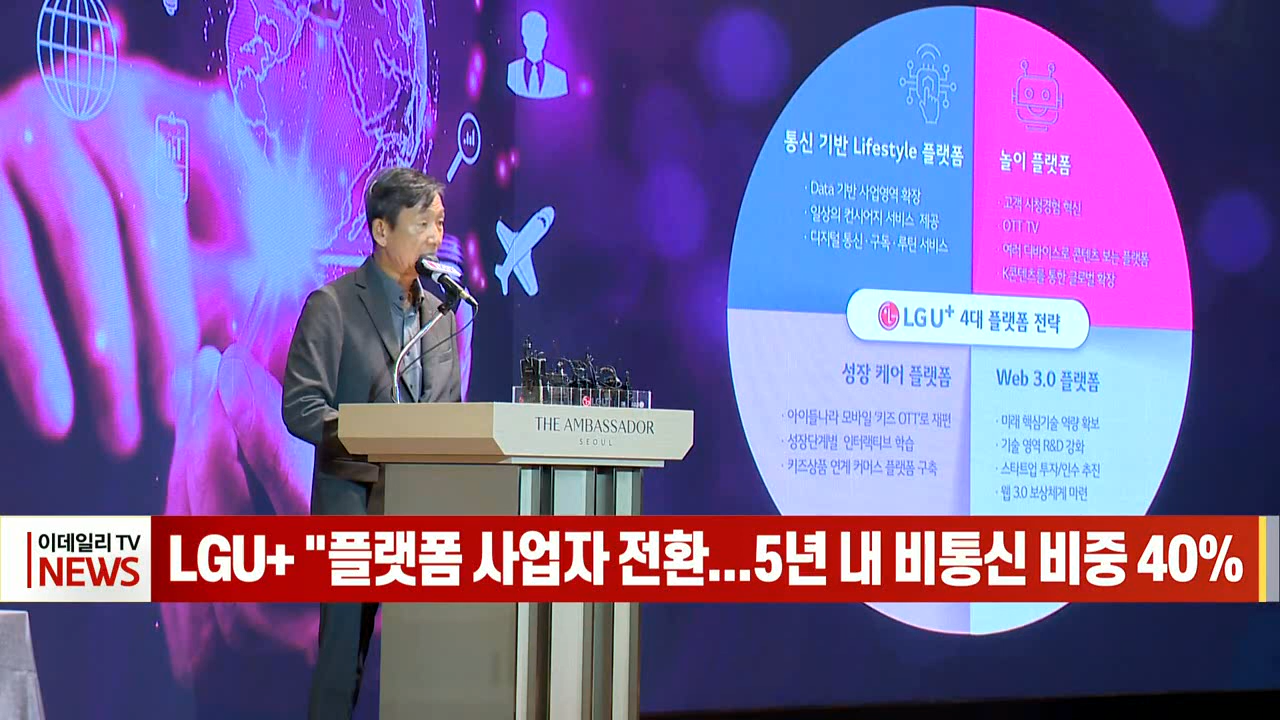 통신 기반 Lifestyle 플랫폼
· Data 기반 사업영역 확장
· 일상의 컨시어지 서비스 제공
· 디지털 통신 · 구독 · 루틴 서비스
놀이 플랫폼
· 고객 시청경험 혁신
· OTT TV
· 여러 디바이스로 콘텐츠 보는 플랫폼
· K콘텐츠를 통한 글로벌 확장
LG U+ 4대 플랫폼 전략
성장 케어 플랫폼
· 아이들나라 모바일 '키즈 OTT'로 재편
· 성장단계별 인터랙티브 학습
· 키즈상품 연계 커머스 플랫폼 구축
Web 3.0 플랫폼
· 미래 핵심기술 역량 확보
· 기술 영역 R&D 강화
· 스타트업 투자/인수 추진
· 웹 3.0 보상체계 마련
THE AMBASSADOR
SEOUL
이데일리 TV
NEWS
LGU+ "플랫폼 사업자 전환...5년 내 비통신 비중 40%